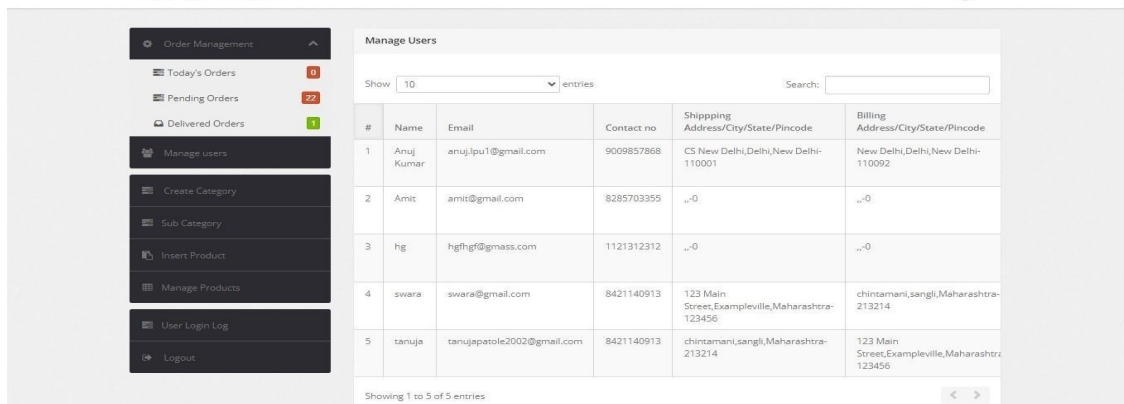 Order Management
Today's Orders 0
Pending Orders 22
Delivered Orders 1
Manage users
Create Category
Sub Category
Insert Product
Manage Products
User Login Log
Logout
Manage Users
Show 10 entries Search:
# Name Email Contact no Shippping Address/City/State/Pincode Billing Address/City/State/Pincode
1 Anuj Kumar anuj.lpu1@gmail.com 9009857868 CS New Delhi,Delhi,New Delhi-110001 New Delhi,Delhi,New Delhi-110092
2 Amit amit@gmail.com 8285703355 ,,-0 ,,-0
3 hg hgfhgf@gmass.com 1121312312 ,,-0 ,,-0
4 swara swara@gmail.com 8421140913 123 Main Street,Exampleville,Maharashtra-123456 chintamani,sangli,Maharashtra-213214
5 tanuja tanujapatole2002@gmail.com 8421140913 chintamani,sangli,Maharashtra-213214 123 Main Street,Exampleville,Maharashtra 123456
Showing 1 to 5 of 5 entries